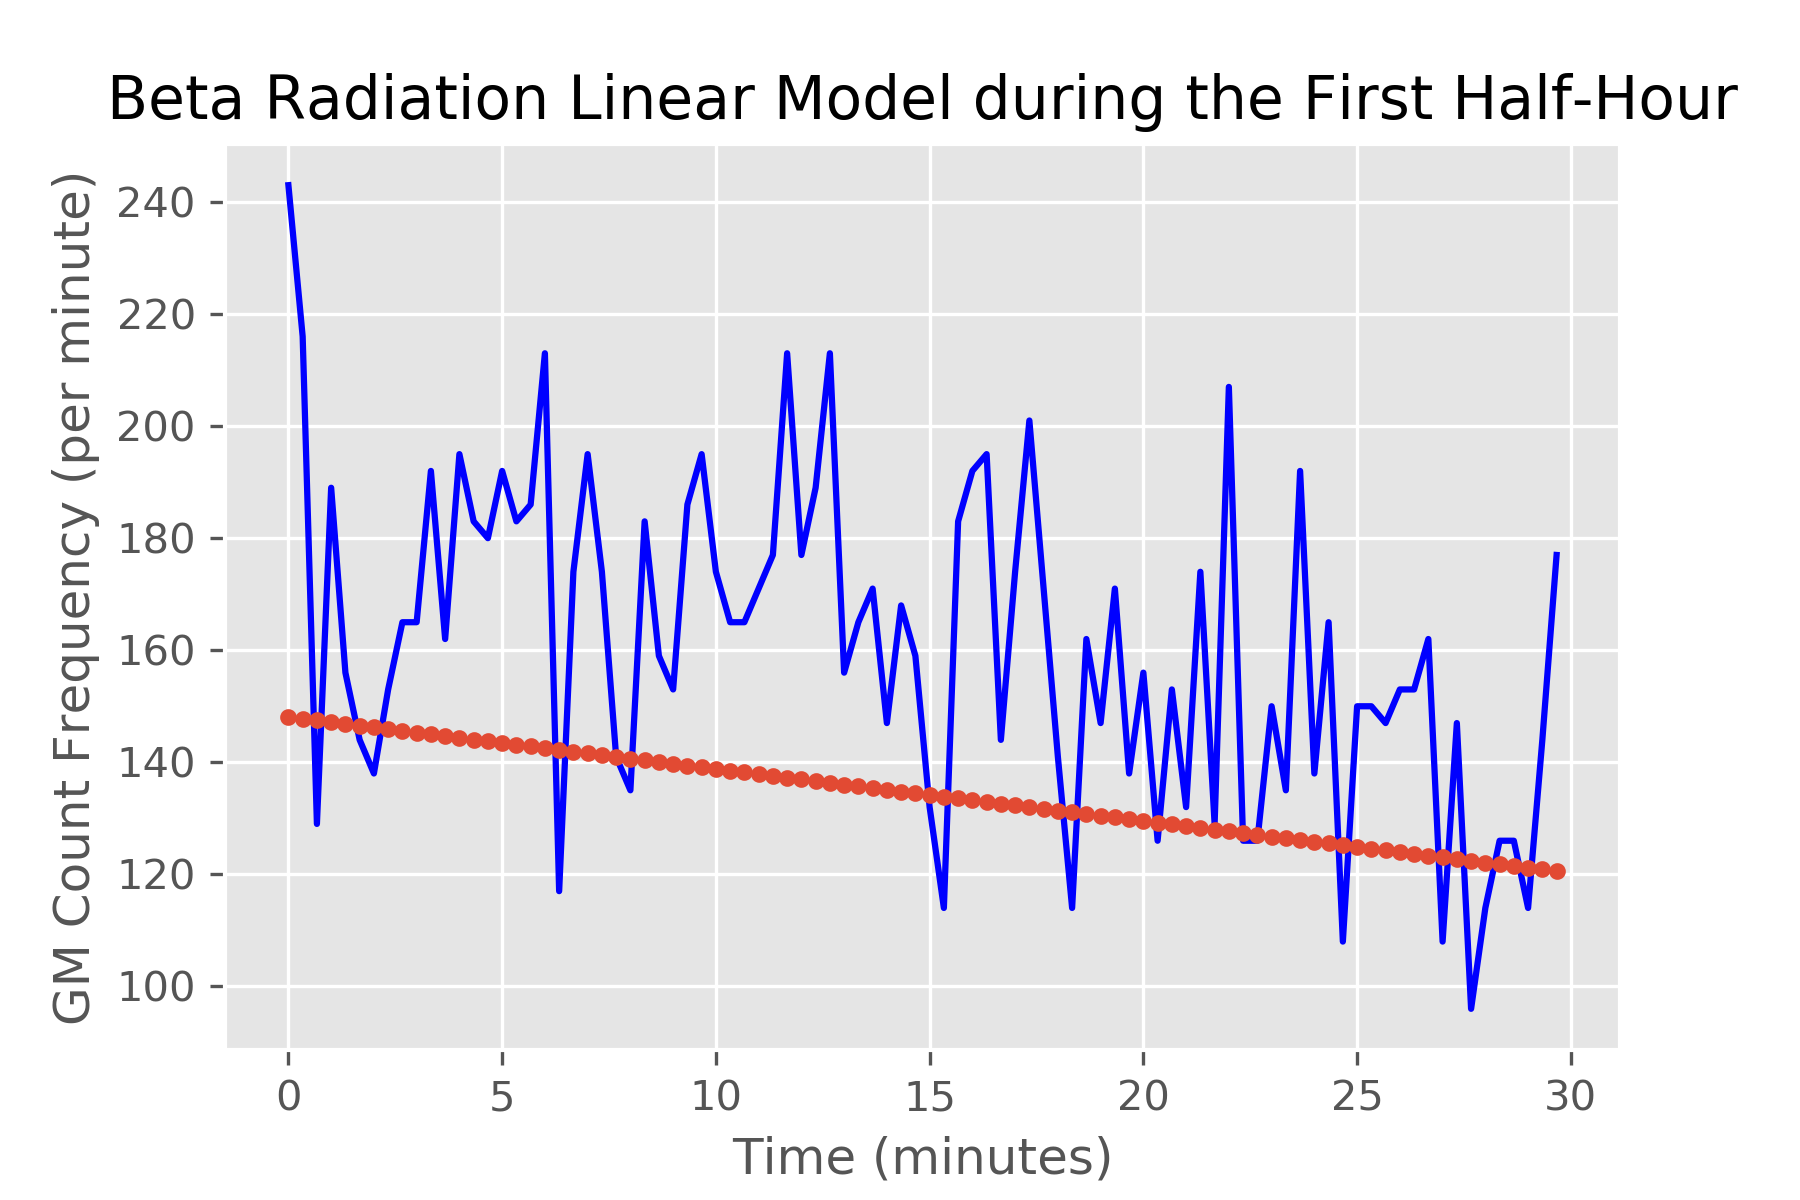 Beta Radiation Linear Model during the First Half-Hour
GM Count Frequency (per minute)
240
220
200
180
160
140
120
100
0 5 10 15 20 25 30
Time (minutes)